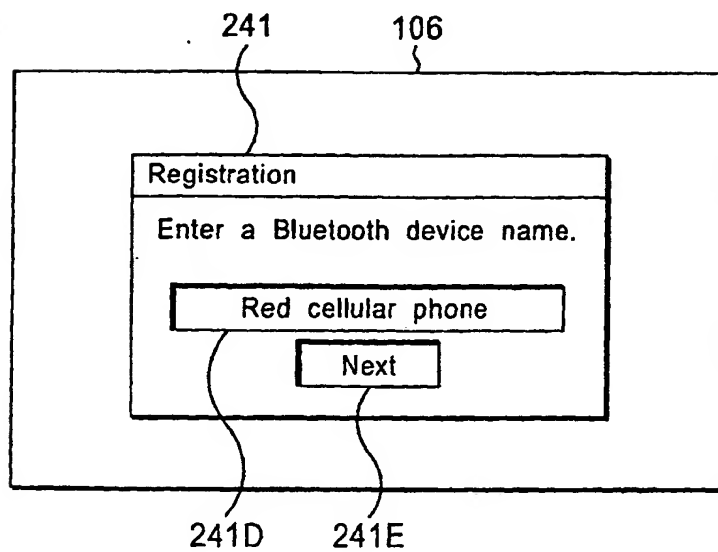 241 106
Registration
Enter a Bluetooth device name.
Red cellular phone
Next
241D 241E